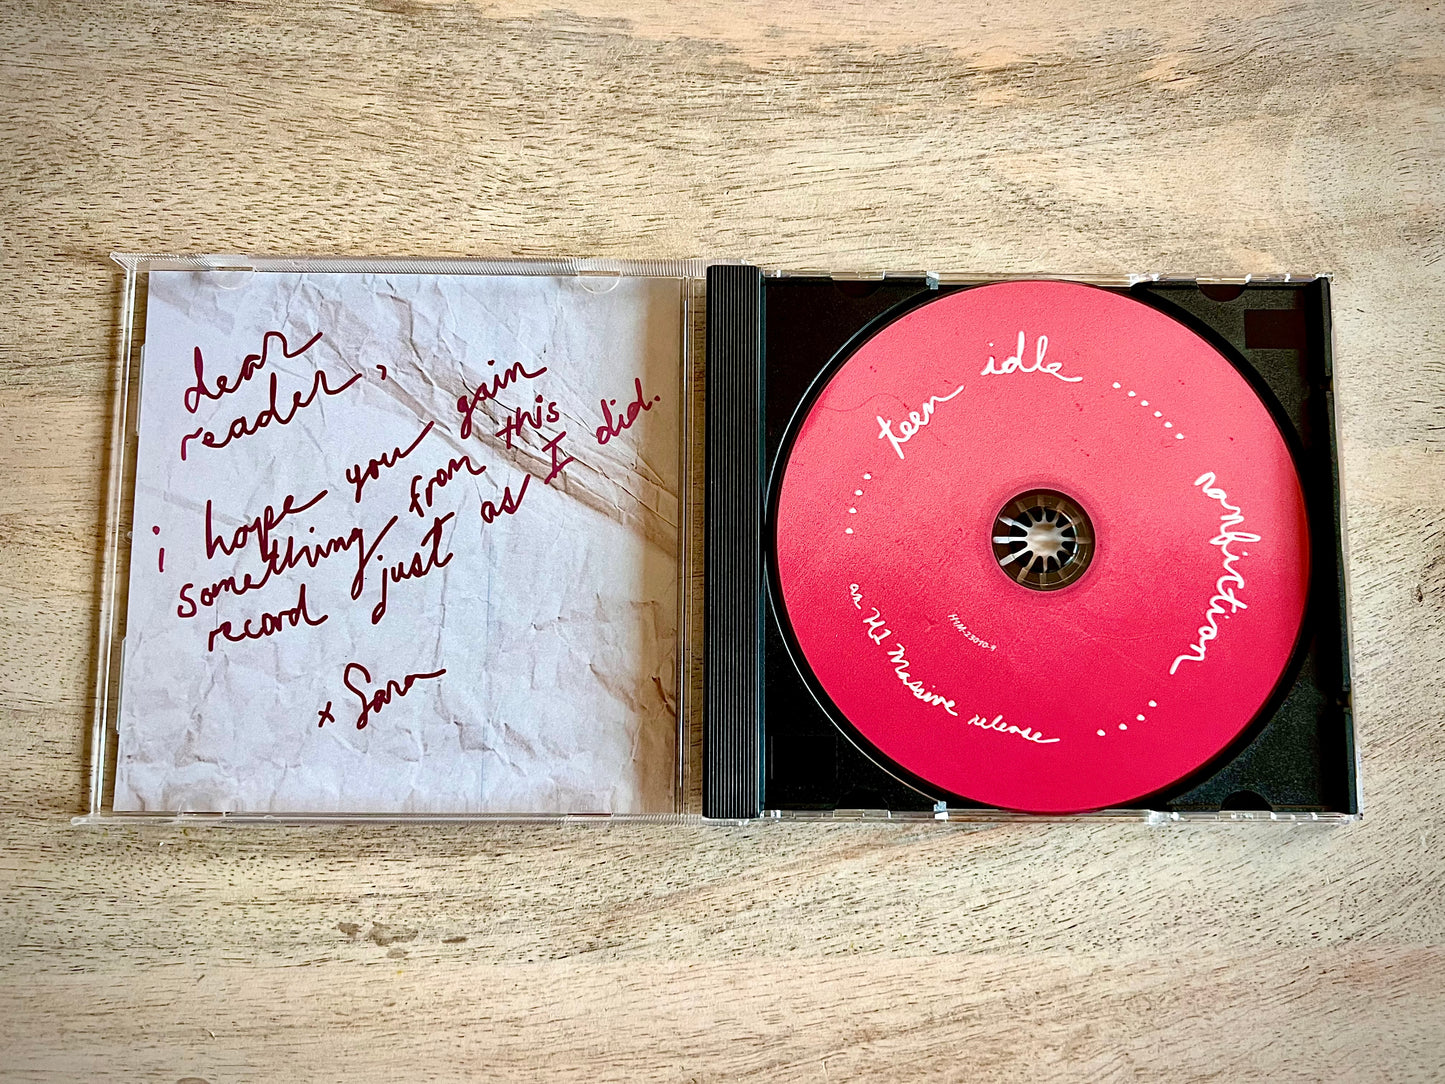 dear
reader,
i hope you gain
something from this
record just as I did.
x Sara
teen idle ......
nonfiction ....
an H1 Massive release .....